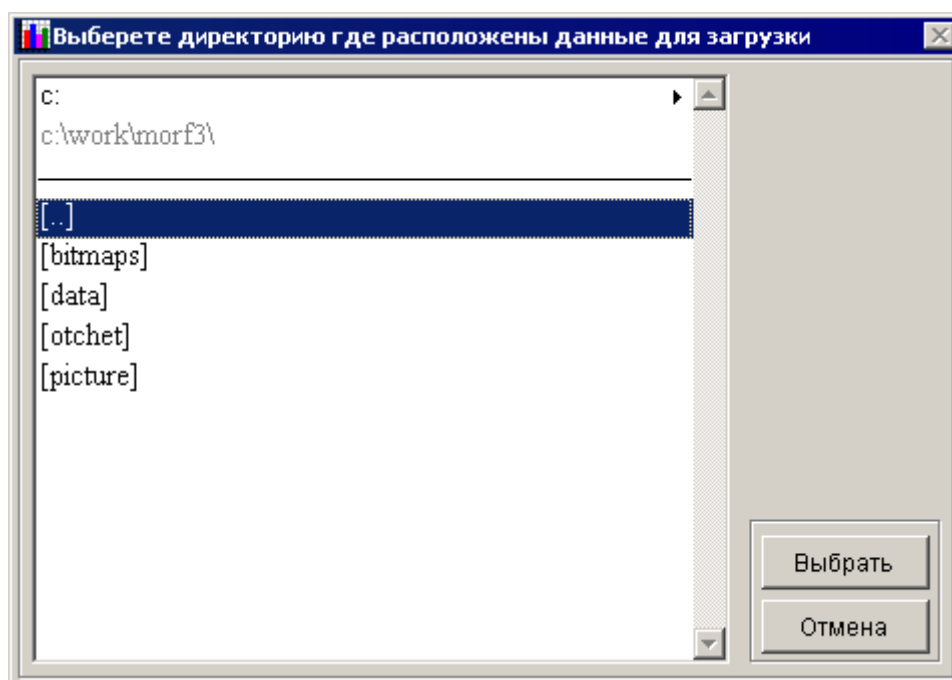 Выберете директорию где расположены данные для загрузки
c:
c:\work\morf3\
[..]
[bitmaps]
[data]
[otchet]
[picture]
Выбрать
Отмена